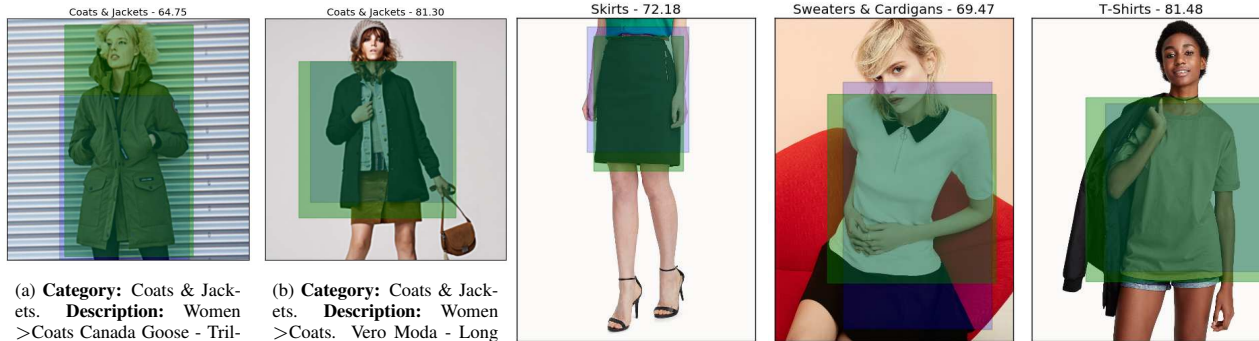 Coats & Jackets - 64.75
Coats & Jackets - 81.30
Skirts - 72.18
Sweaters & Cardigans - 69.47
T-Shirts - 81.48
(a) Category: Coats & Jack-
ets. Description: Women
>Coats Canada Goose - Tril-
(b) Category: Coats & Jack-
ets. Description: Women
>Coats. Vero Moda - Long